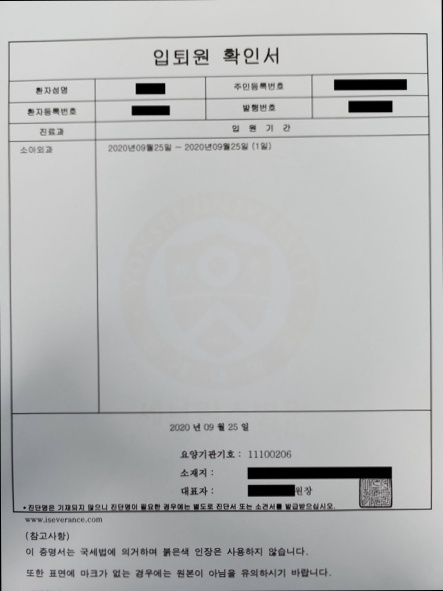 입퇴원 확인서
환자성명 주민등록번호
환자등록번호 발행번호
진료과 입 원 기 간
소아외과 2020년09월25일 ~ 2020년09월25일 (1일)
2020 년 09 월 25 일
요양기관기호 : 11100206
소재지 :
대표자 : 원장
* 진단명은 기재되지 않으니 진단명이 필요한 경우에는 별도로 진단서 또는 소견서를 발급받으십시오.
www.iseverance.com
(참고사항)
이 증명서는 국세법에 의거하며 붉은색 인장은 사용하지 않습니다.
또한 표면에 마크가 없는 경우에는 원본이 아님을 유의하시기 바랍니다.